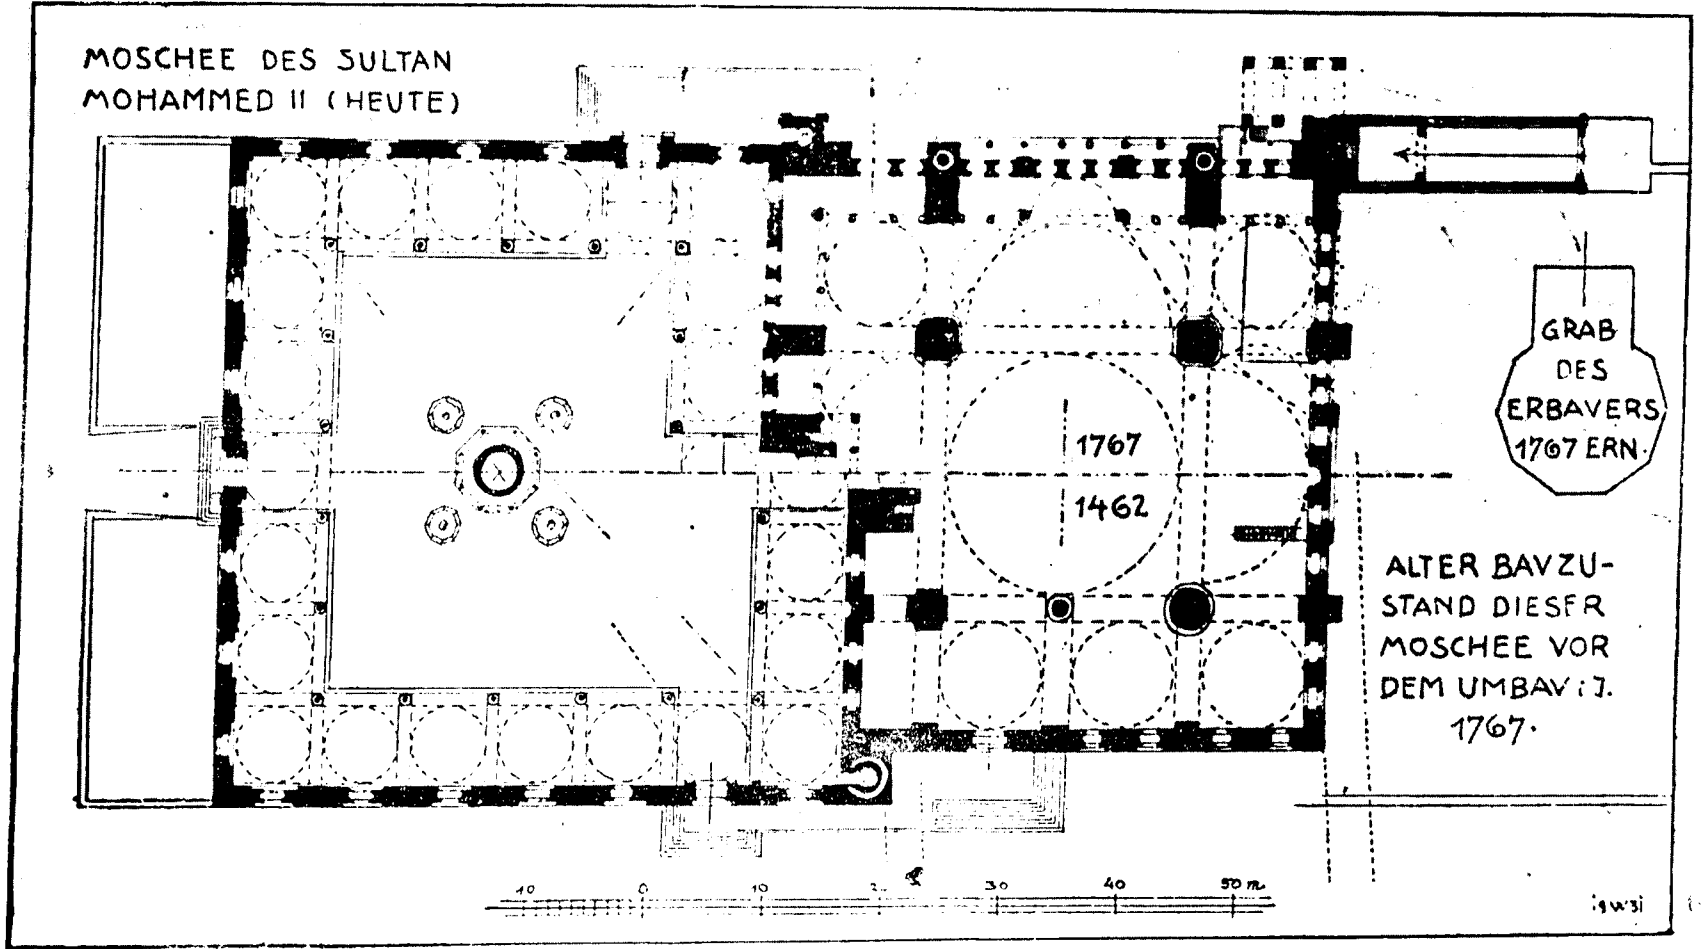 MOSCHEE DES SULTAN
MOHAMMED II (HEUTE)
GRAB
DES
ERBAVERS
1767 ERN.
1767
1462
ALTER BAVZU-
STAND DIESER
MOSCHEE VOR
DEM UMBAV i J.
1767.
10 0 10 30 40 50 m